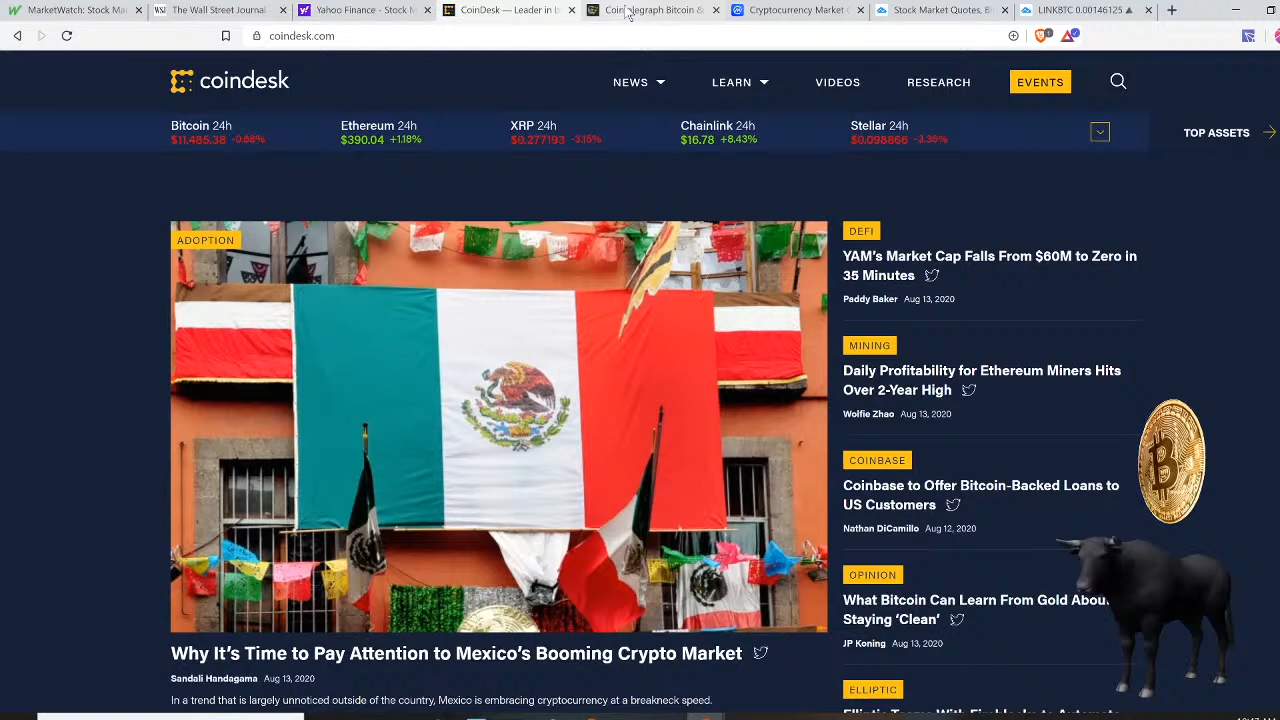 MarketWatch: Stock Mar
The Wall Street Journal
Yahoo Finance - Stock M
CoinDesk — Leader in b
Cointelegraph Bitcoin &
Cryptocurrency Market C
Stock Market Quotes, B
LINKBTC 0.00146125 ▲
coindesk.com
coindesk
NEWS
LEARN
VIDEOS
RESEARCH
EVENTS
Bitcoin 24h
$11,485.38 -0.68%
Ethereum 24h
$390.04 +1.18%
XRP 24h
$0.277193 -3.15%
Chainlink 24h
$16.78 +8.43%
Stellar 24h
$0.098866 -3.36%
TOP ASSETS
ADOPTION
Why It's Time to Pay Attention to Mexico's Booming Crypto Market
Sandali Handagama Aug 13, 2020
In a trend that is largely unnoticed outside of the country, Mexico is embracing cryptocurrency at a breakneck speed.
DEFI
YAM's Market Cap Falls From $60M to Zero in
35 Minutes
Paddy Baker Aug 13, 2020
MINING
Daily Profitability for Ethereum Miners Hits
Over 2-Year High
Wolfie Zhao Aug 13, 2020
COINBASE
Coinbase to Offer Bitcoin-Backed Loans to
US Customers
Nathan DiCamillo Aug 12, 2020
OPINION
What Bitcoin Can Learn From Gold Abou
Staying 'Clean'
JP Koning Aug 13, 2020
ELLIPTIC